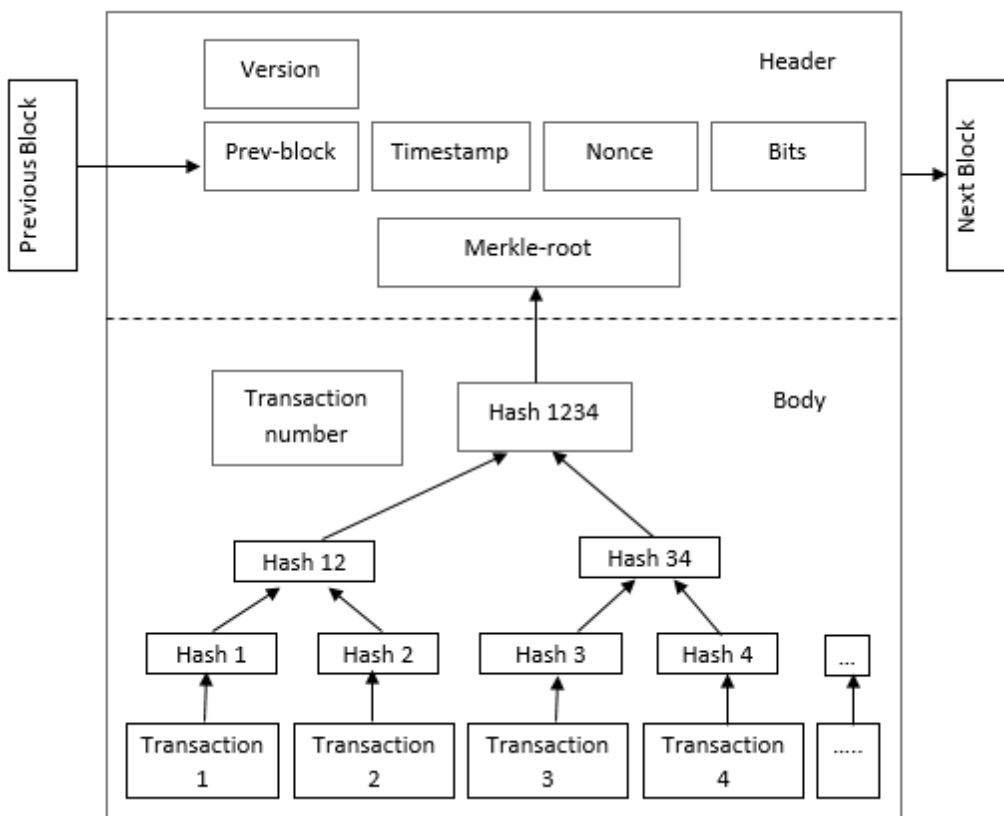 Version
Header
Previous Block
Prev-block
Timestamp
Nonce
Bits
Next Block
Merkle-root
Transaction
number
Hash 1234
Body
Hash 12
Hash 34
Hash 1
Hash 2
Hash 3
Hash 4
...
Transaction
1
Transaction
2
Transaction
3
Transaction
4
.....